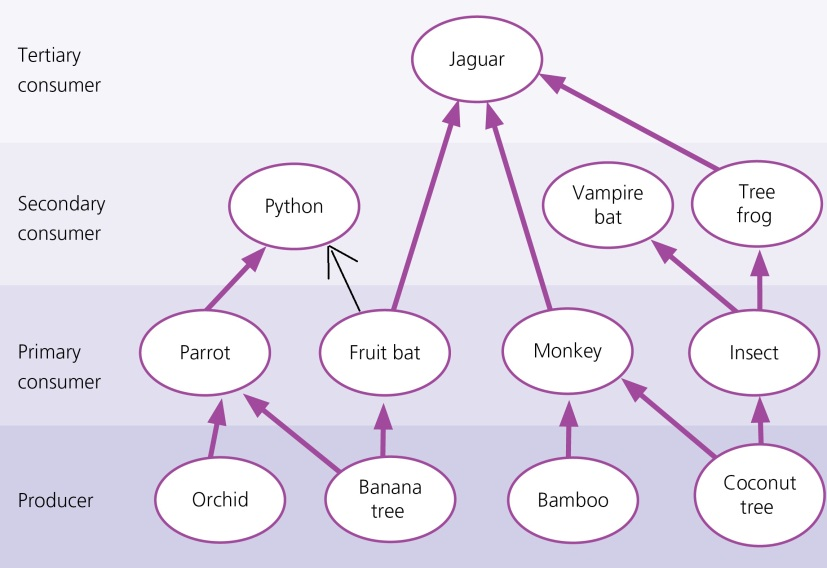 Tertiary
consumer
Jaguar
Secondary
consumer
Python
Vampire
bat
Tree
frog
Primary
consumer
Parrot
Fruit bat
Monkey
Insect
Producer
Orchid
Banana
tree
Bamboo
Coconut
tree